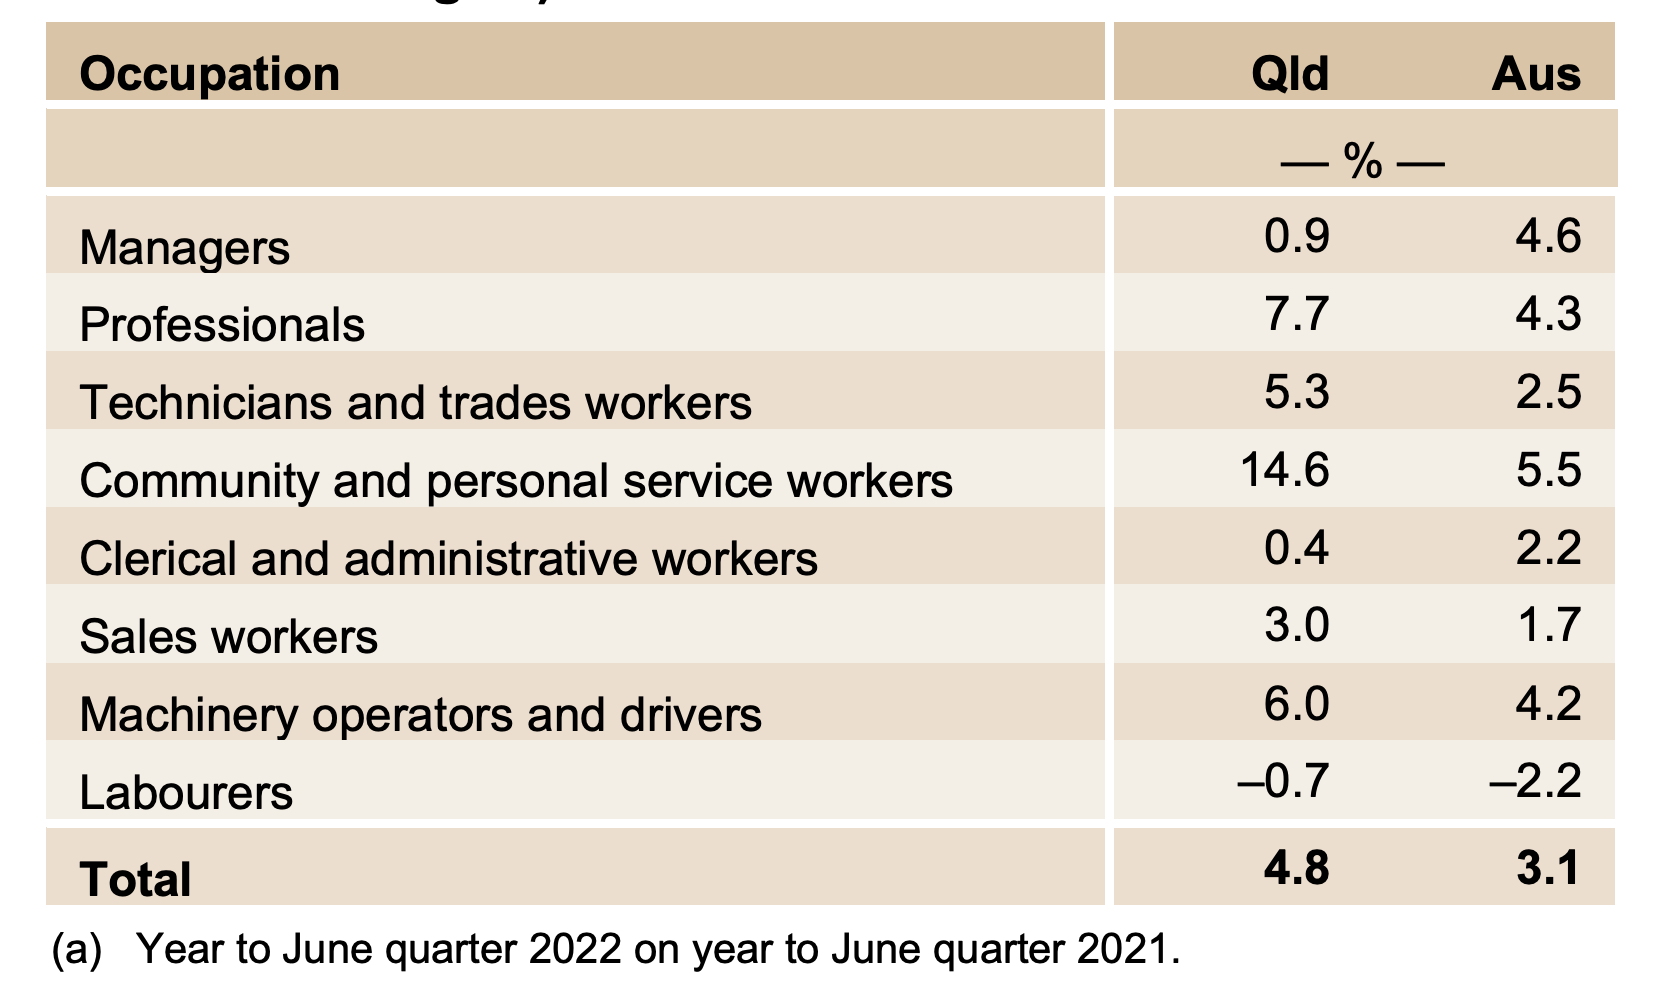 Occupation Qld Aus
— % —
Managers 0.9 4.6
Professionals 7.7 4.3
Technicians and trades workers 5.3 2.5
Community and personal service workers 14.6 5.5
Clerical and administrative workers 0.4 2.2
Sales workers 3.0 1.7
Machinery operators and drivers 6.0 4.2
Labourers –0.7 –2.2
Total 4.8 3.1
(a) Year to June quarter 2022 on year to June quarter 2021.